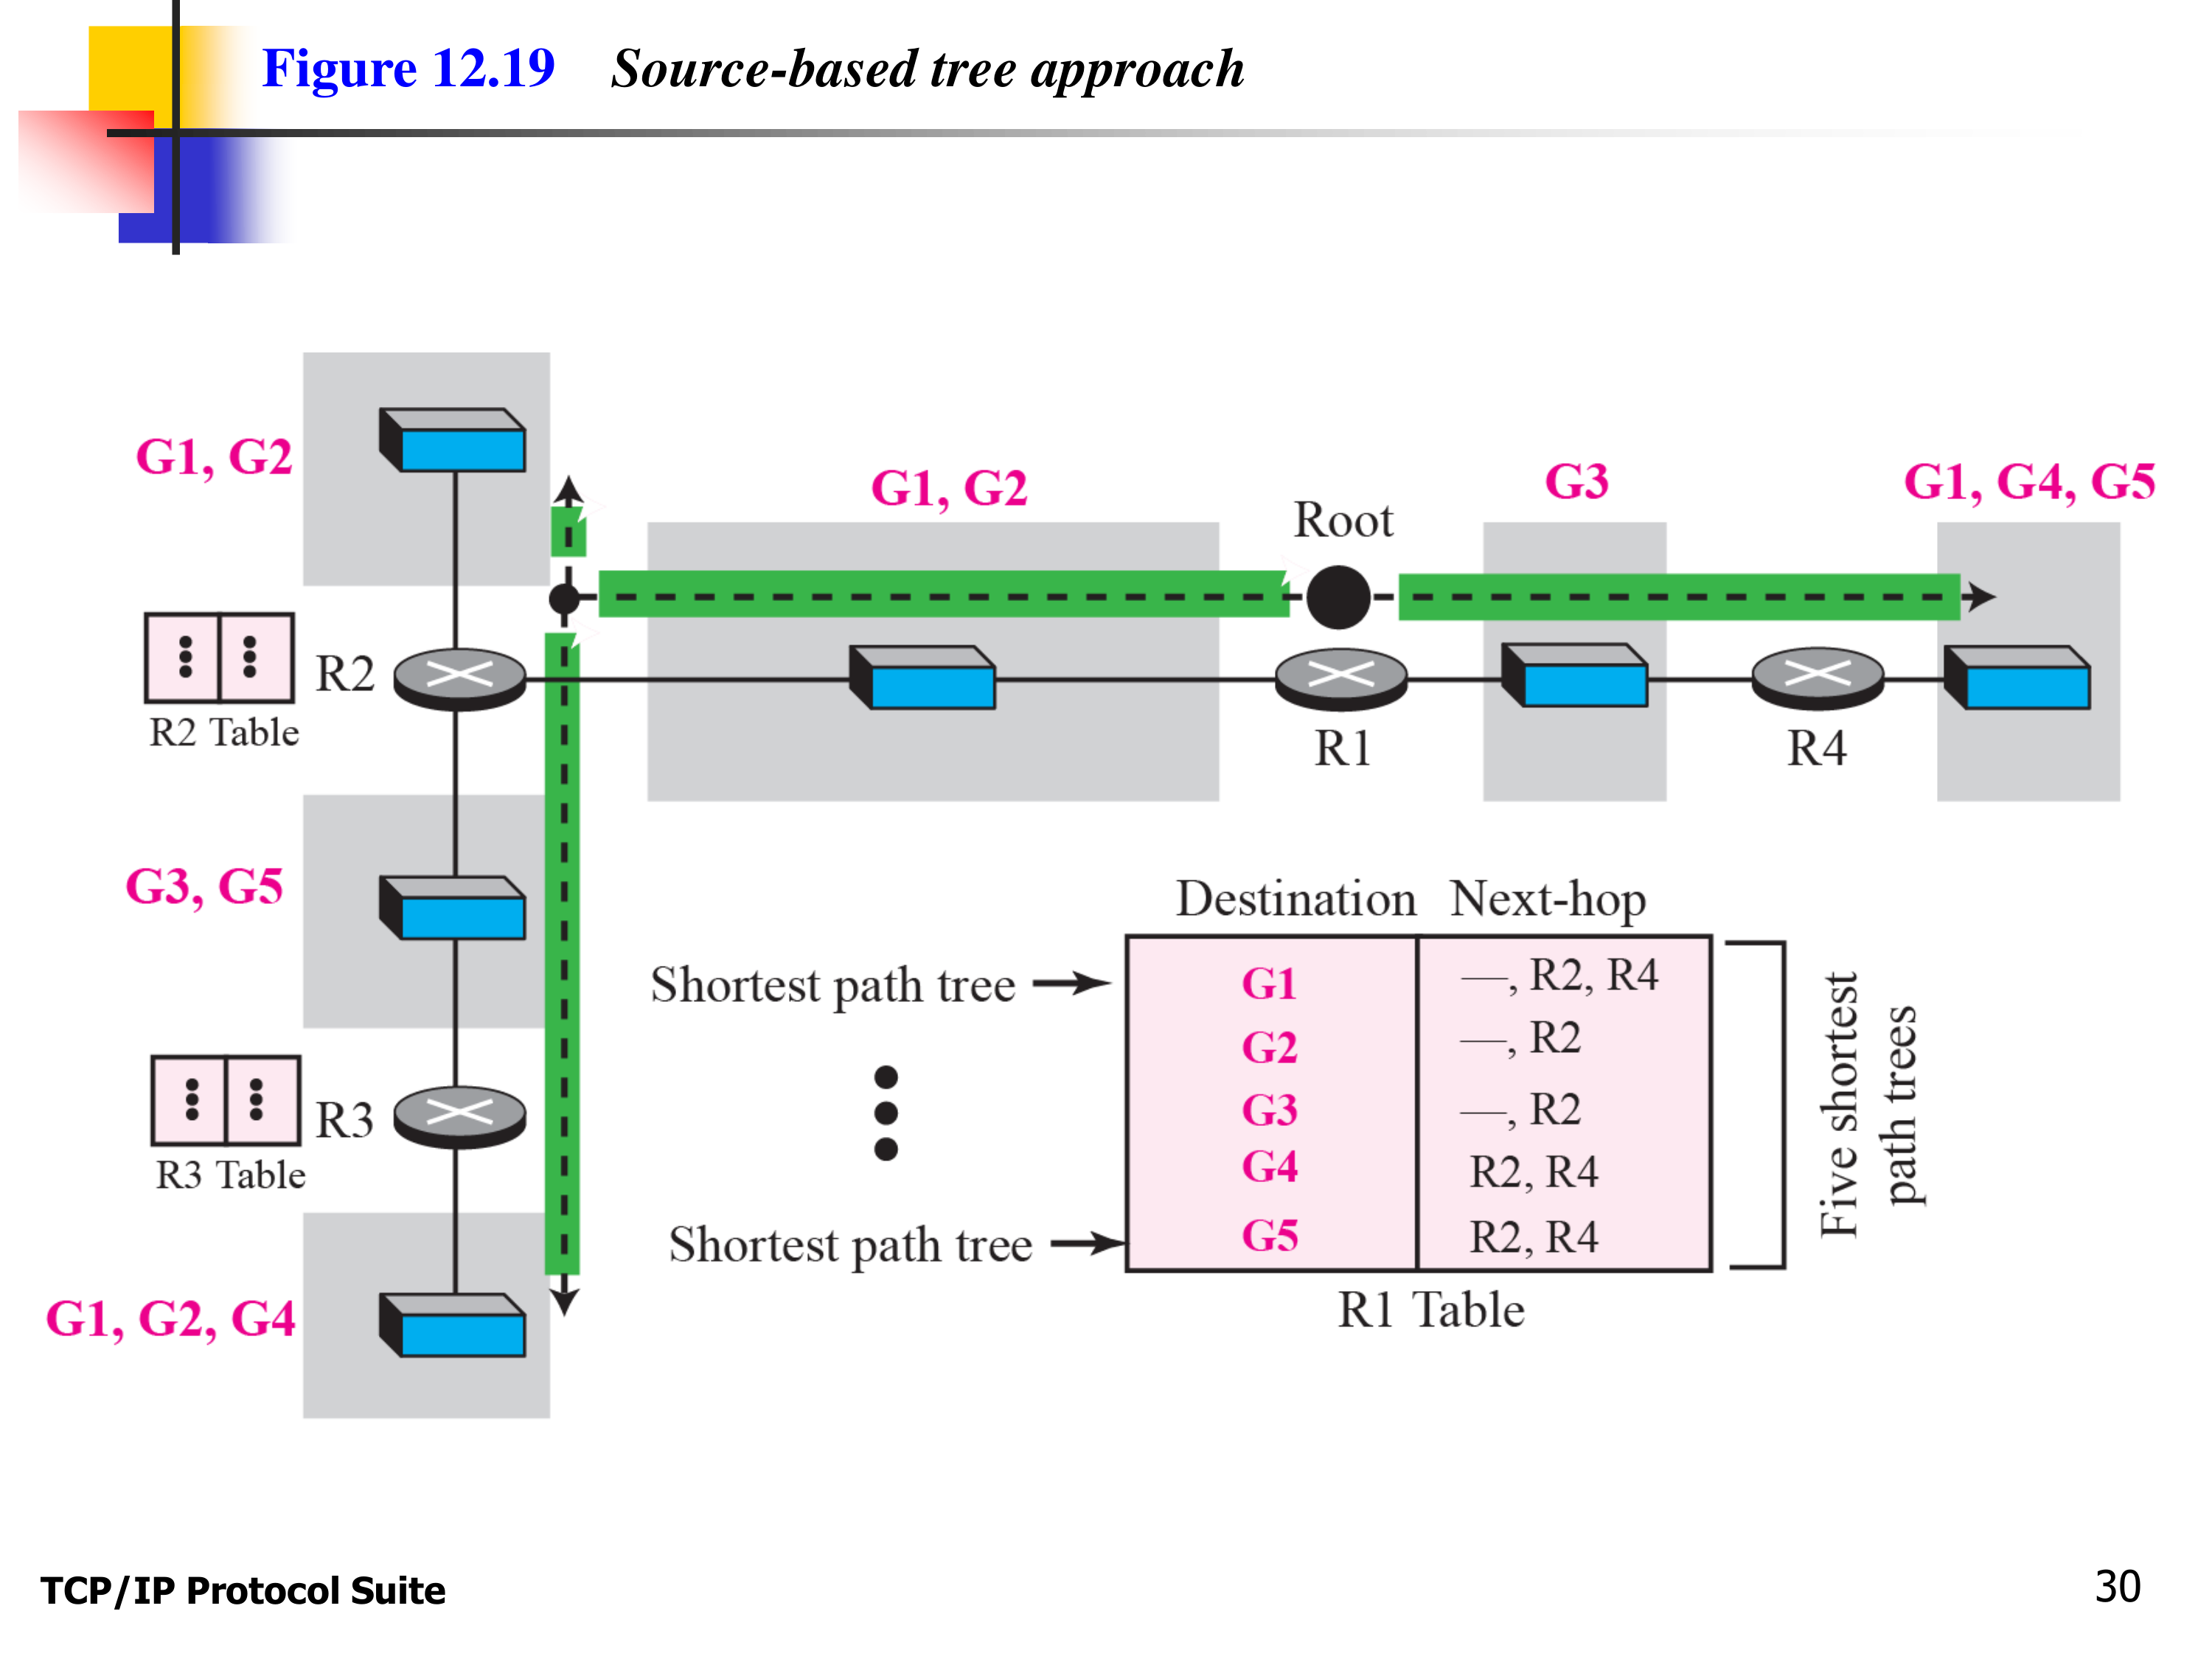 Figure 12.19 Source-based tree approach
G1, G2
G1, G2
Root
G3
G1, G4, G5
R2
R2 Table
R1
R4
G3, G5
R3
R3 Table
G1, G2, G4
Destination Next-hop
Shortest path tree
G1 —, R2, R4
G2 —, R2
G3 —, R2
G4 R2, R4
Shortest path tree
G5 R2, R4
R1 Table
Five shortest
path trees
TCP/IP Protocol Suite
30